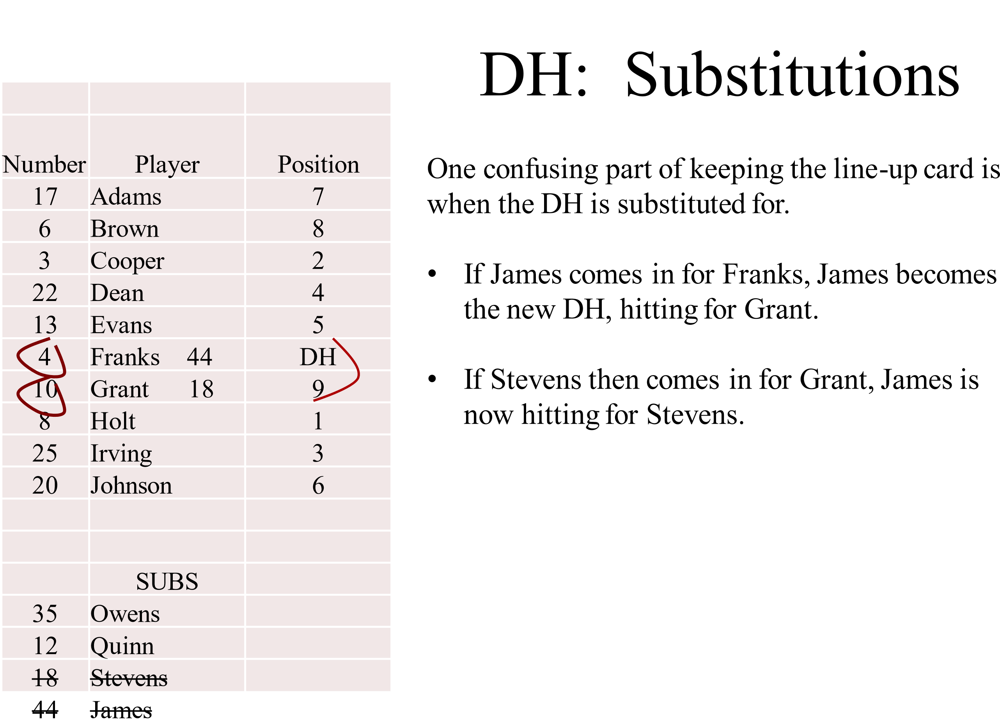 DH: Substitutions
Number Player Position
17 Adams 7
6 Brown 8
3 Cooper 2
22 Dean 4
13 Evans 5
4 Franks 44 DH
10 Grant 18 9
8 Holt 1
25 Irving 3
20 Johnson 6
SUBS
35 Owens
12 Quinn
18 Stevens
44 James
One confusing part of keeping the line-up card is
when the DH is substituted for.
• If James comes in for Franks, James becomes
the new DH, hitting for Grant.
• If Stevens then comes in for Grant, James is
now hitting for Stevens.